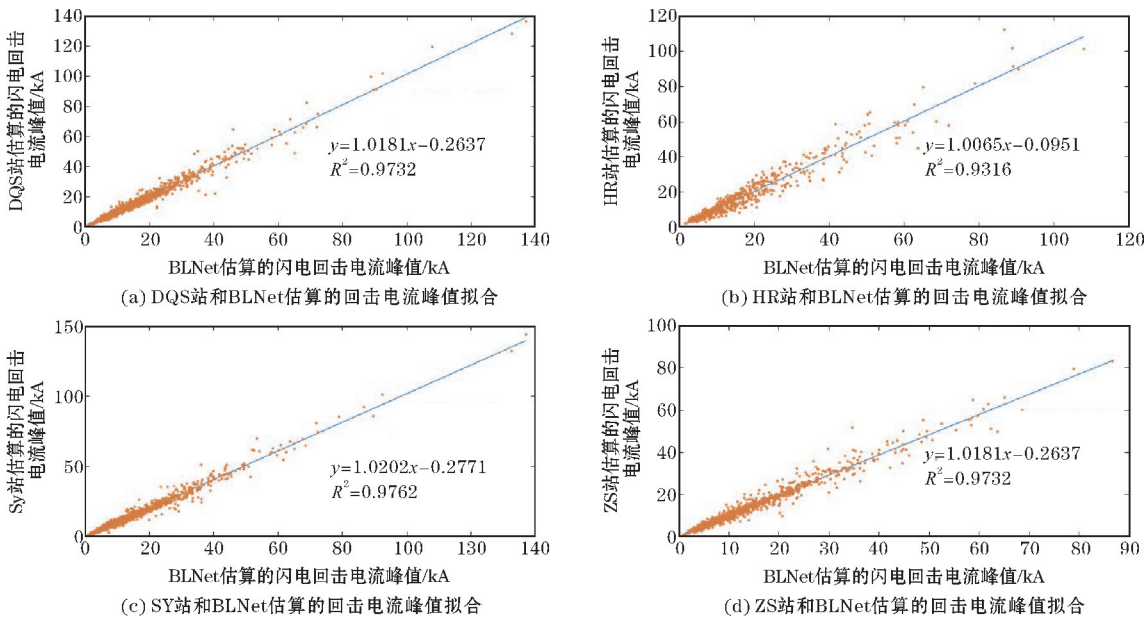 140
120
100
80
60
40
20
0
DQS站估算的闪电回击
电流峰值/kA
y=1.0181x−0.2637
R²=0.9732
0 20 40 60 80 100 120 140
BLNet估算的闪电回击电流峰值/kA
(a) DQS站和BLNet估算的回击电流峰值拟合
120
100
80
60
40
20
0
HR站估算的闪电回击
电流峰值/kA
y=1.0065x−0.0951
R²=0.9316
0 20 40 60 80 100 120
BLNet估算的闪电回击电流峰值/kA
(b) HR站和BLNet估算的回击电流峰值拟合
150
100
50
0
Sy站估算的闪电回击
电流峰值/kA
y=1.0202x−0.2771
R²=0.9762
0 20 40 60 80 100 120 140
BLNet估算的闪电回击电流峰值/kA
(c) SY站和BLNet估算的回击电流峰值拟合
100
80
60
40
20
0
ZS站估算的闪电回击
电流峰值/kA
y=1.0181x−0.2637
R²=0.9732
0 10 20 30 40 50 60 70 80 90
BLNet估算的闪电回击电流峰值/kA
(d) ZS站和BLNet估算的回击电流峰值拟合